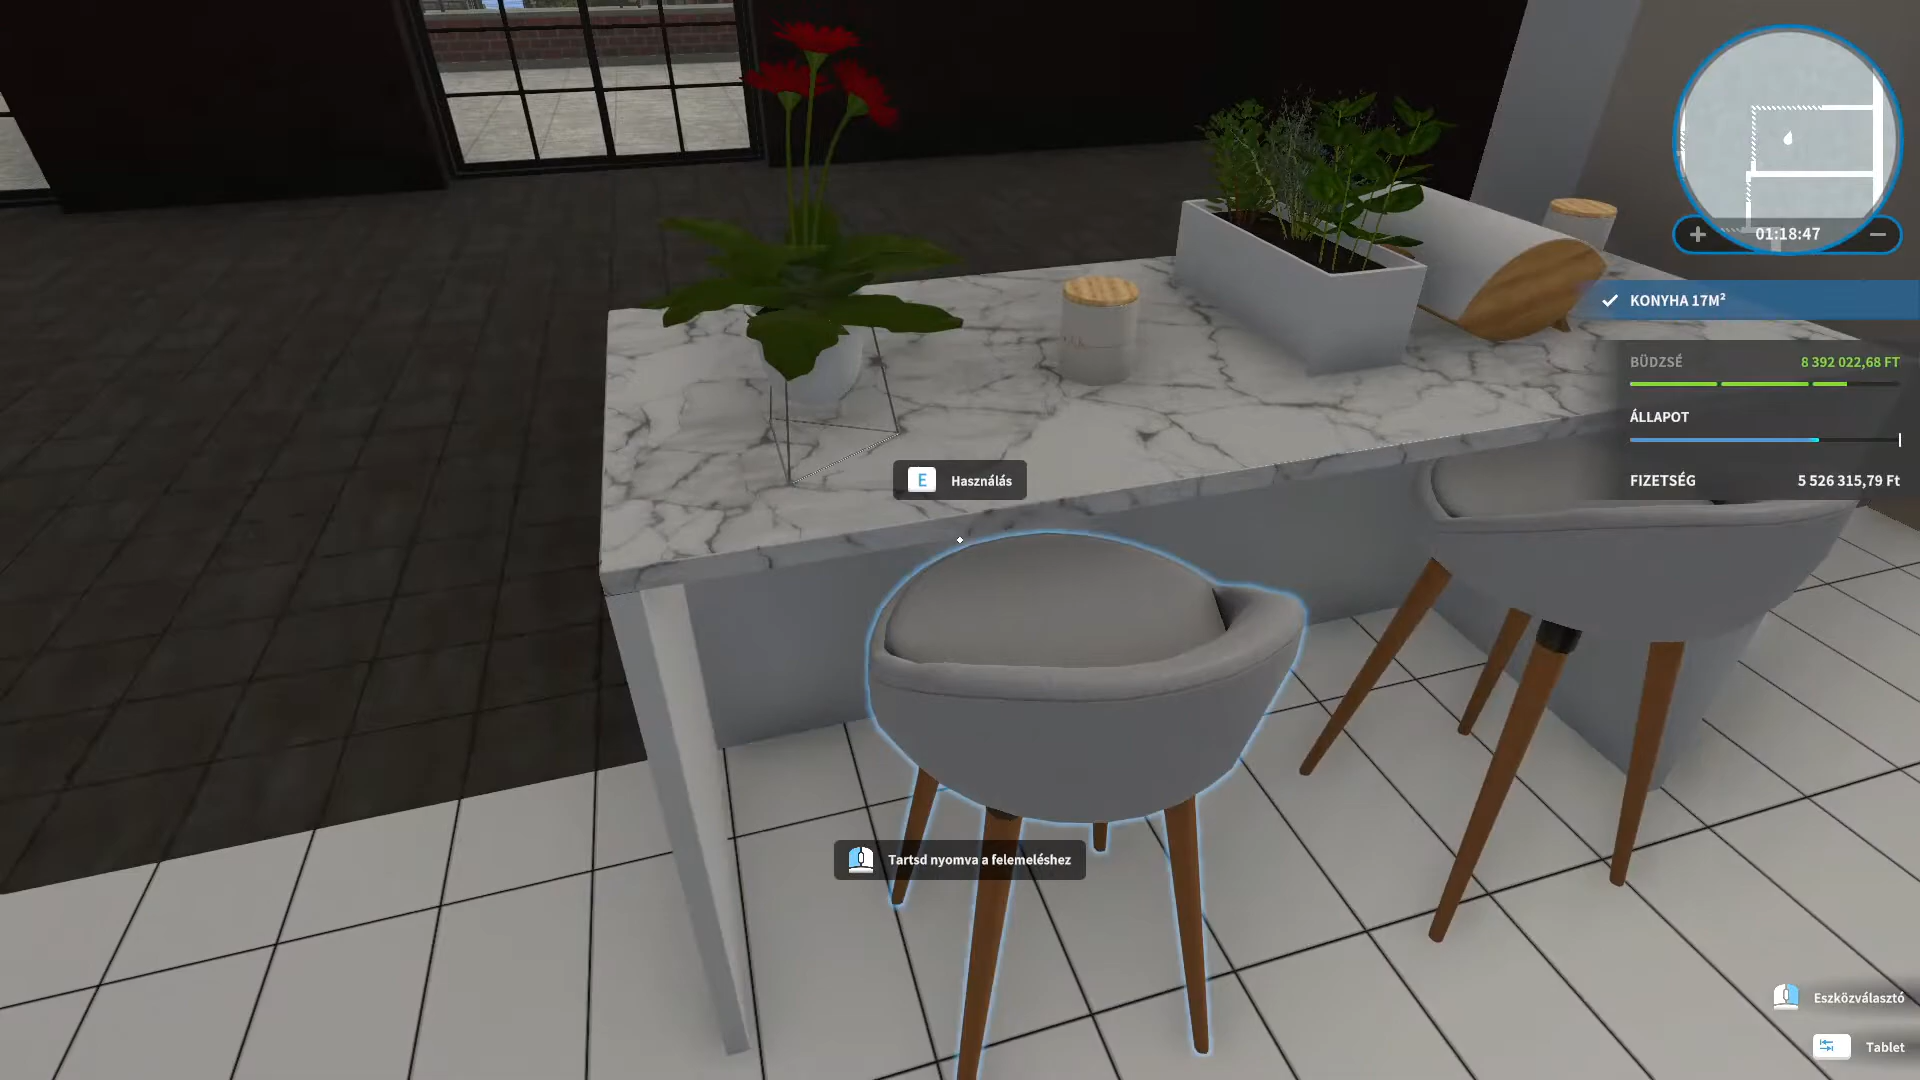 01:18:47
KONYHA 17M²
BÜDZSÉ 8 392 022,68 FT
ÁLLAPOT
FIZETSÉG 5 526 315,79 Ft
E Használás
Tartsd nyomva a felemeléshez
Eszközválasztó
Tablet